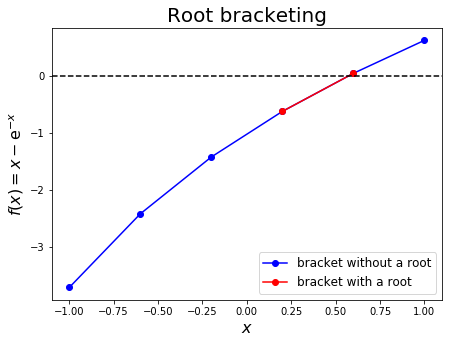 Root bracketing
f(x) = x − e⁻ˣ
0
−1
−2
−3
−1.00 −0.75 −0.50 −0.25 0.00 0.25 0.50 0.75 1.00
x
bracket without a root
bracket with a root